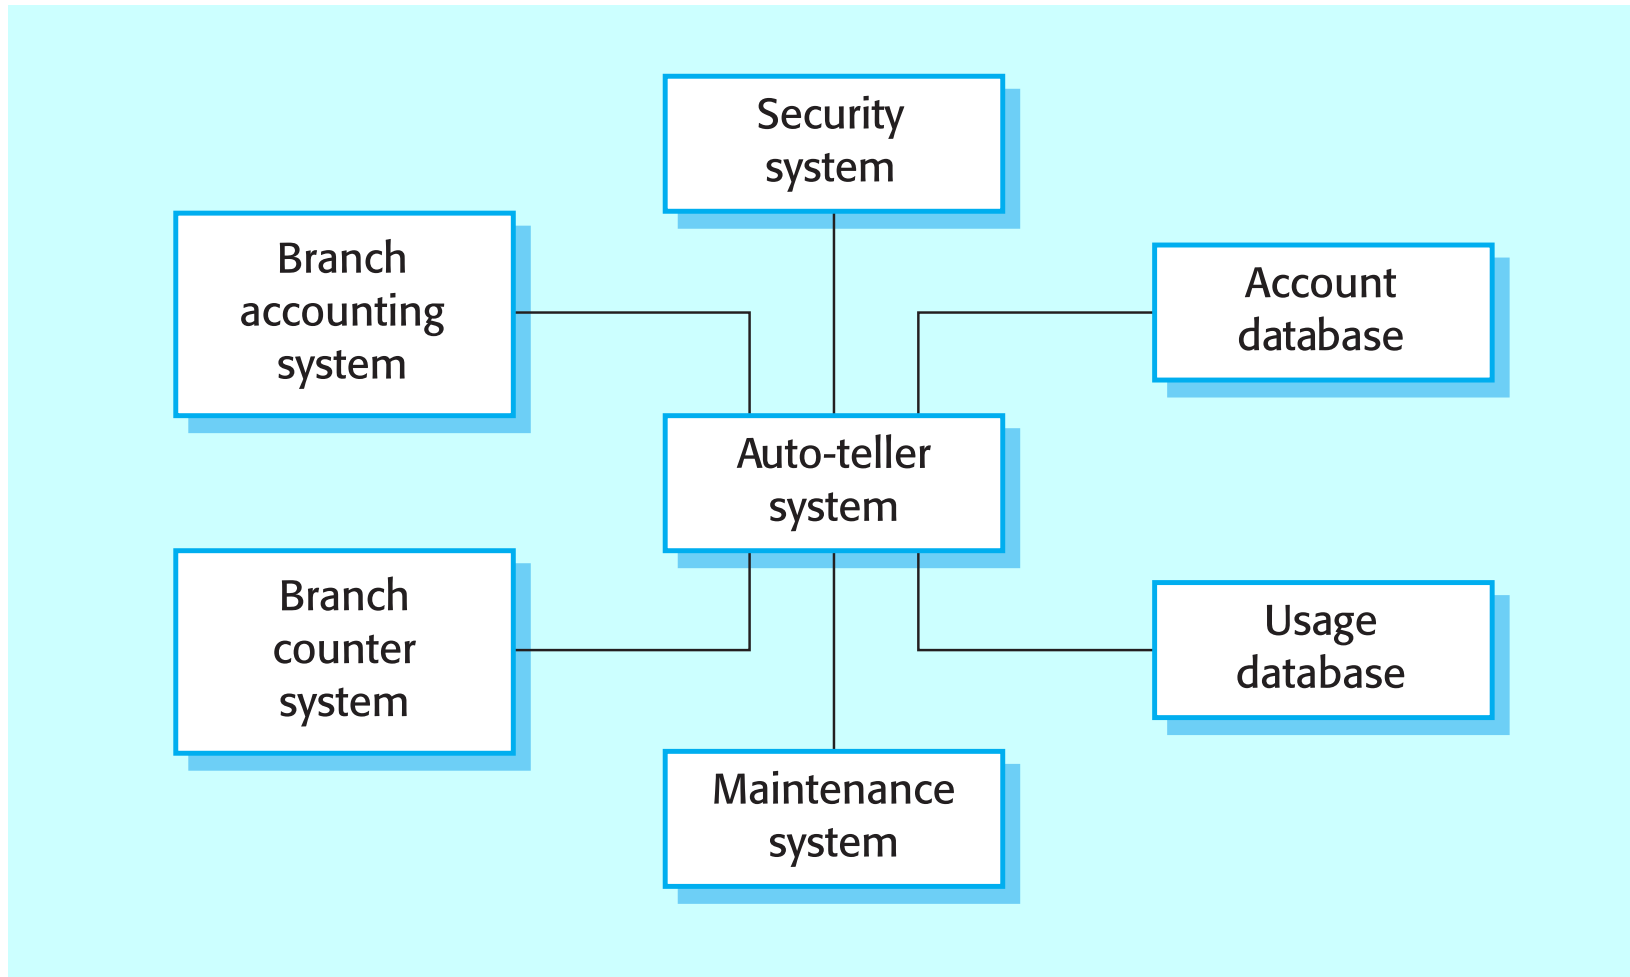 Security
system
Branch
accounting
system
Account
database
Auto-teller
system
Branch
counter
system
Usage
database
Maintenance
system